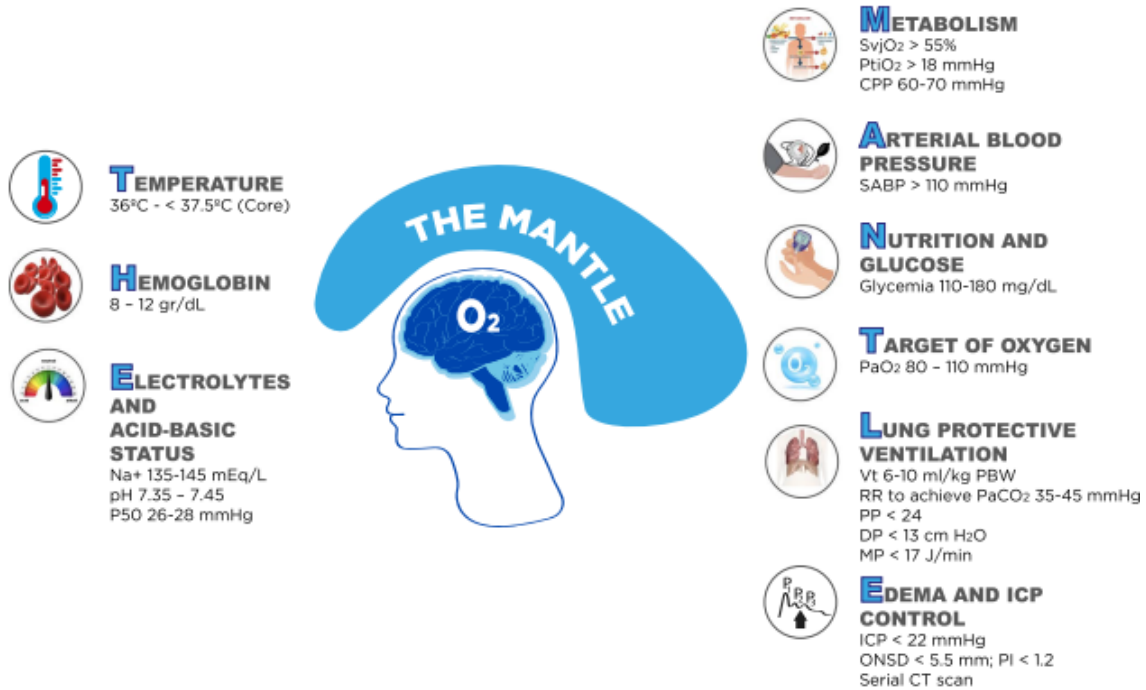 TEMPERATURE
36ºC - < 37.5ºC (Core)
HEMOGLOBIN
8 – 12 gr/dL
ELECTROLYTES
AND
ACID-BASIC
STATUS
Na+ 135-145 mEq/L
pH 7.35 – 7.45
P50 26-28 mmHg
THE MANTLE
O₂
METABOLISM
SvjO₂ > 55%
PtiO₂ > 18 mmHg
CPP 60-70 mmHg
ARTERIAL BLOOD
PRESSURE
SABP > 110 mmHg
NUTRITION AND
GLUCOSE
Glycemia 110-180 mg/dL
O₂
TARGET OF OXYGEN
PaO₂ 80 – 110 mmHg
LUNG PROTECTIVE
VENTILATION
Vt 6-10 ml/kg PBW
RR to achieve PaCO₂ 35-45 mmHg
PP < 24
DP < 13 cm H₂O
MP < 17 J/min
P₁ P₂ P₃
EDEMA AND ICP
CONTROL
ICP < 22 mmHg
ONSD < 5.5 mm; PI < 1.2
Serial CT scan